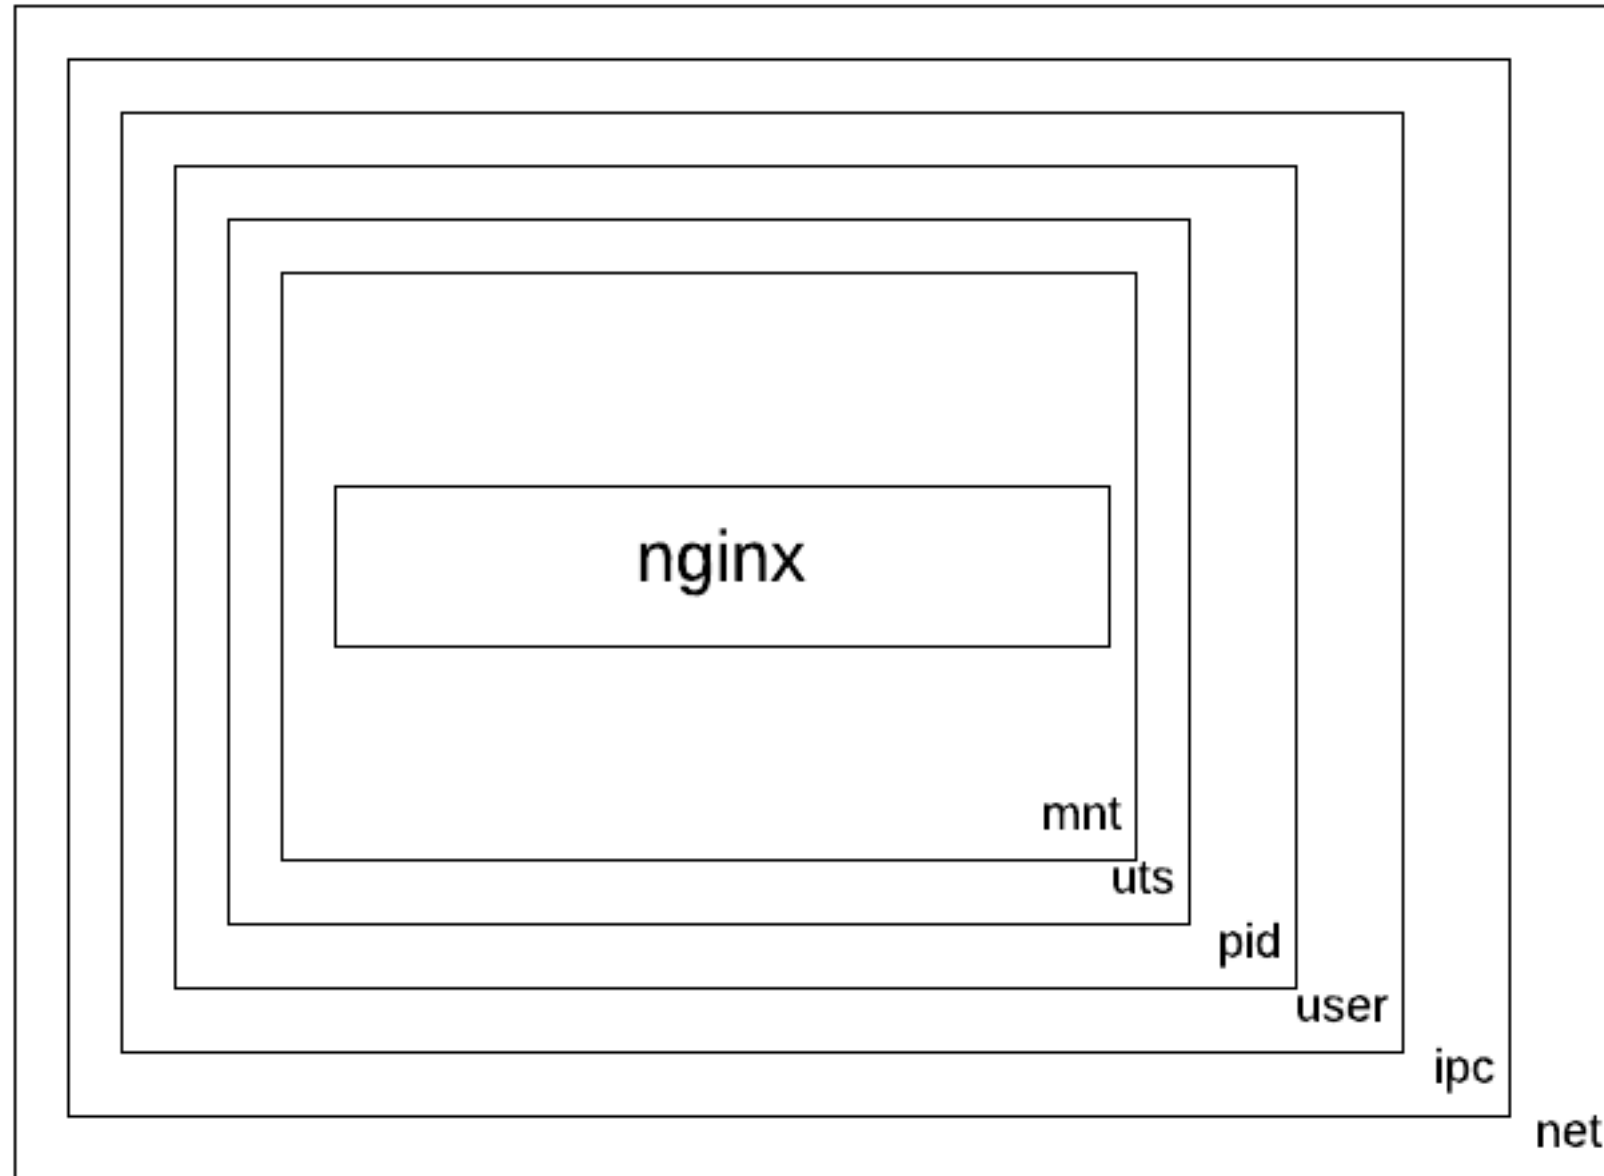 nginx
mnt
uts
pid
user
ipc
net